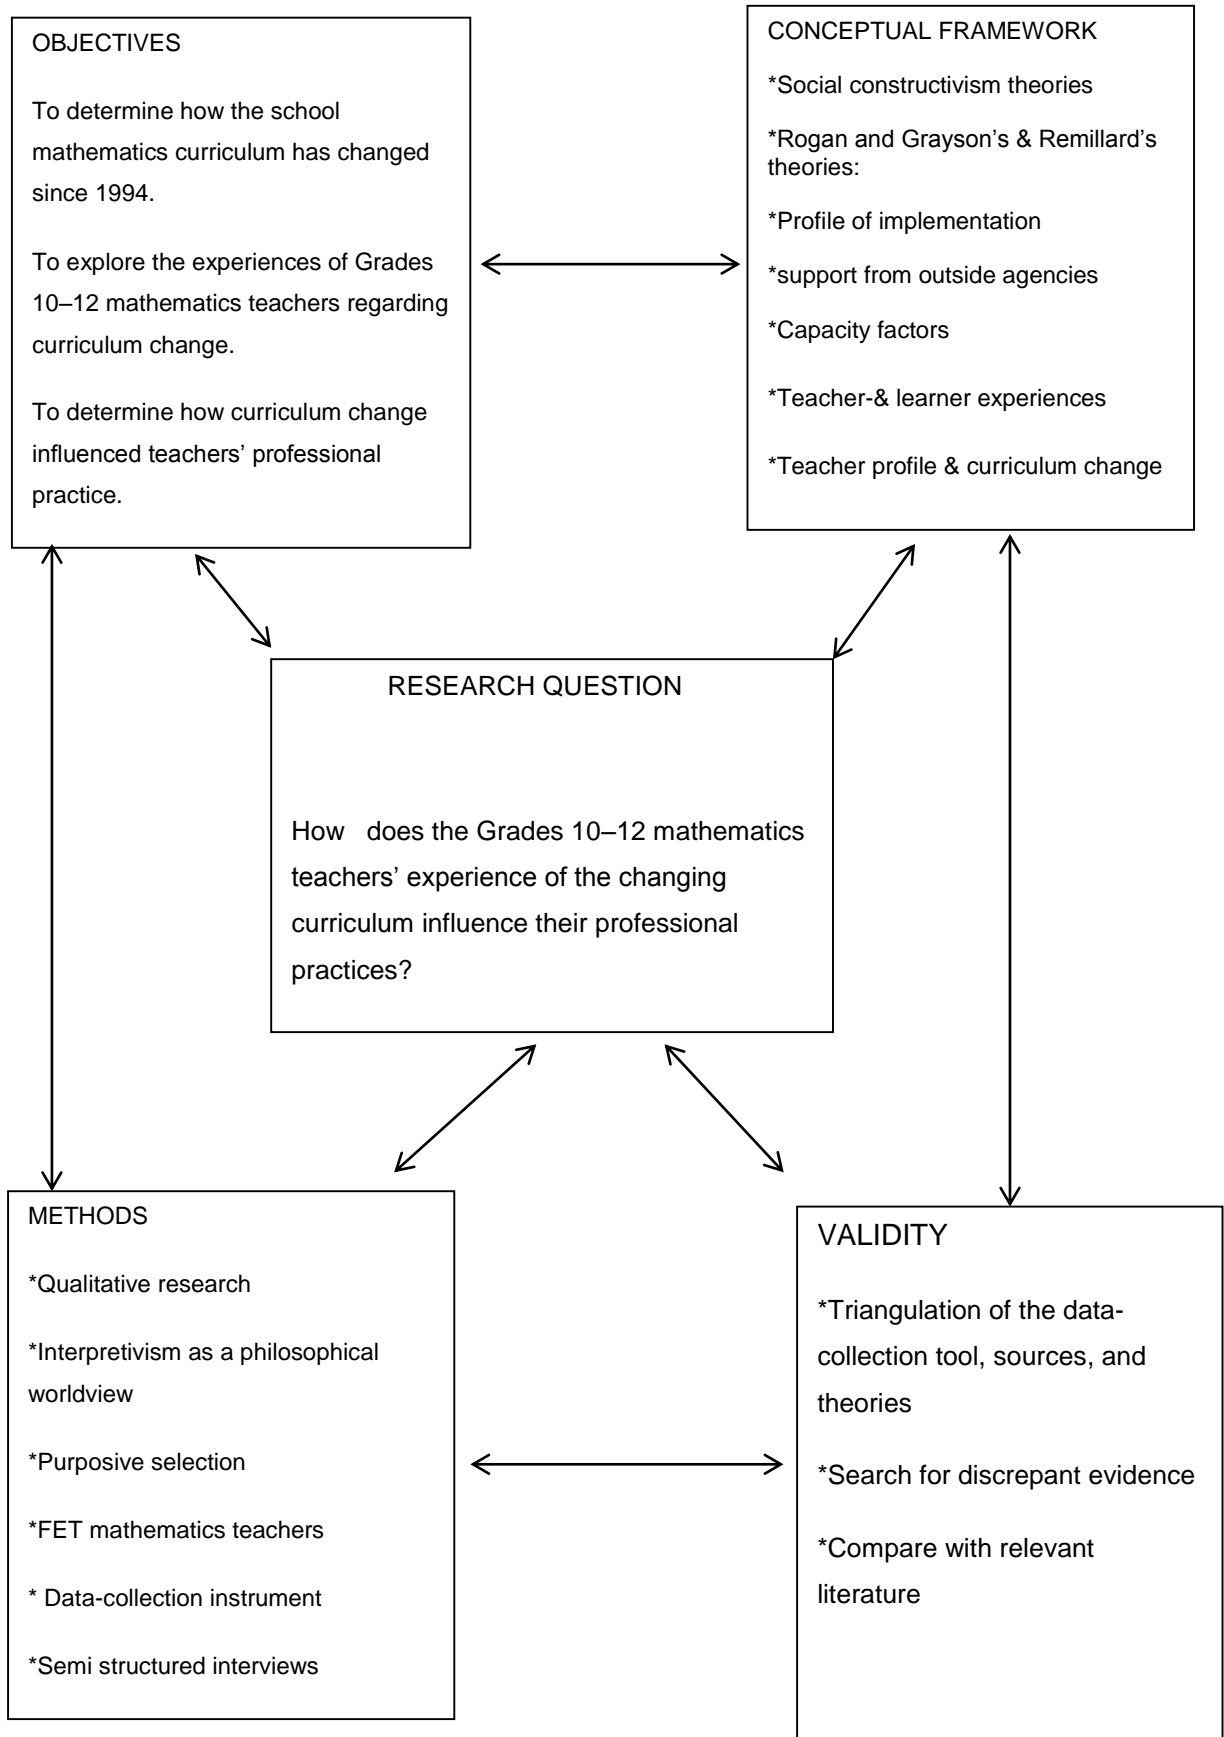 OBJECTIVES
To determine how the school
mathematics curriculum has changed
since 1994.
To explore the experiences of Grades
10–12 mathematics teachers regarding
curriculum change.
To determine how curriculum change
influenced teachers’ professional
practice.
CONCEPTUAL FRAMEWORK
*Social constructivism theories
*Rogan and Grayson’s & Remillard’s
theories:
*Profile of implementation
*support from outside agencies
*Capacity factors
*Teacher-& learner experiences
*Teacher profile & curriculum change
RESEARCH QUESTION
How does the Grades 10–12 mathematics
teachers’ experience of the changing
curriculum influence their professional
practices?
METHODS
*Qualitative research
*Interpretivism as a philosophical
worldview
*Purposive selection
*FET mathematics teachers
* Data-collection instrument
*Semi structured interviews
VALIDITY
*Triangulation of the data-
collection tool, sources, and
theories
*Search for discrepant evidence
*Compare with relevant
literature